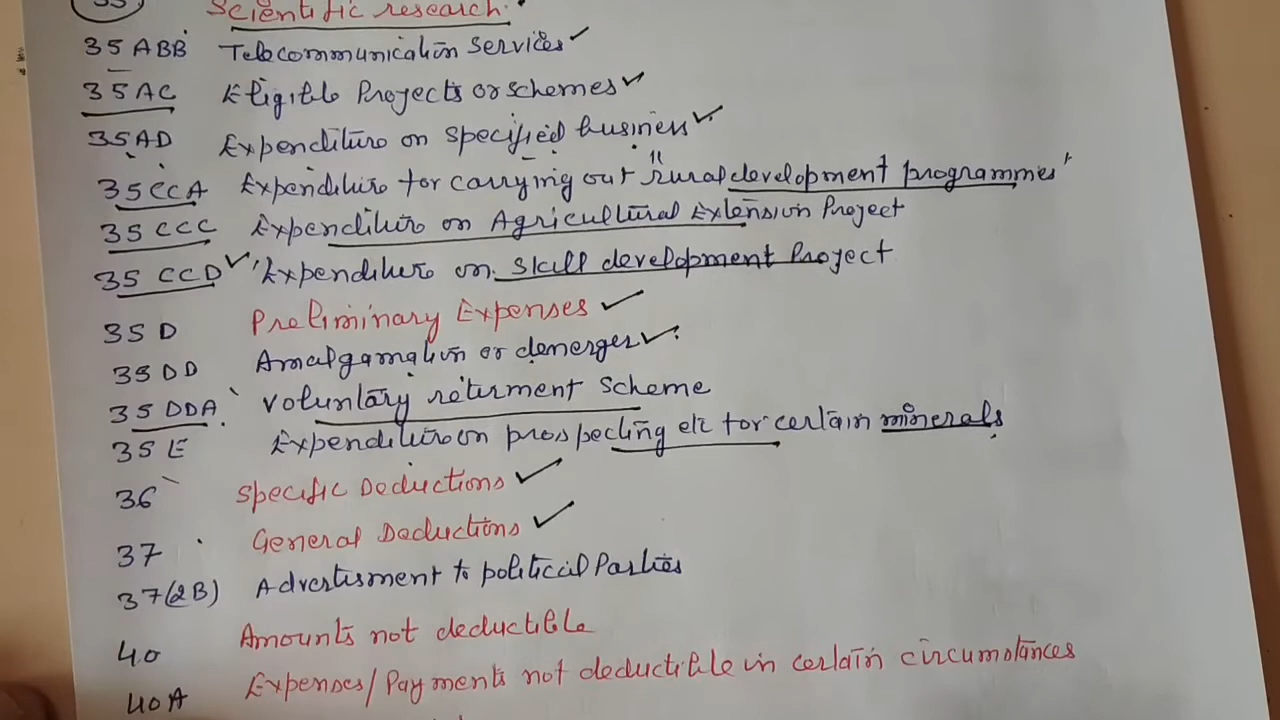 35 Scientific research.
35ABB Telecommunication Services
35AC Eligible Projects or schemes
35AD Expenditure on specified business
35CCA Expenditure for carrying out "rural development programmes"
35CCC Expenditure on Agricultural Extension Project
35CCD "Expenditure on skill development Project
35D Preliminary Expenses
35DD Amalgamation or demerger
35DDA Voluntary retirment scheme
35E Expenditure on prospecting etc for certain minerals
36 Specific Deductions
37 General Deductions
37(2B) Advertisment to political Parties
40 Amounts not deductible
40A Expenses/Payments not deductible in certain circumstances